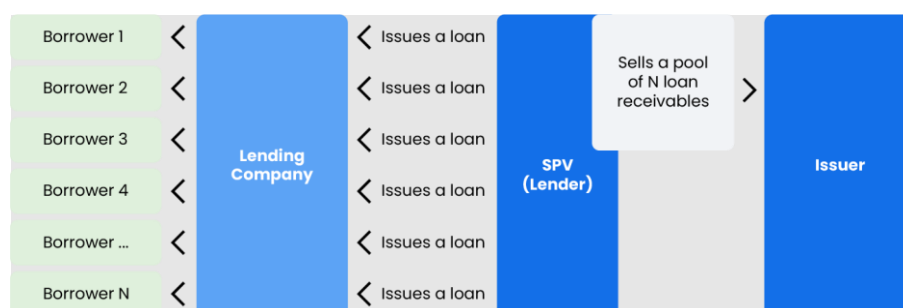 Borrower 1
Issues a loan
Borrower 2
Issues a loan
Borrower 3
Issues a loan
Borrower 4
Issues a loan
Borrower ...
Issues a loan
Borrower N
Issues a loan
Lending
Company
SPV
(Lender)
Sells a pool
of N loan
receivables
Issuer